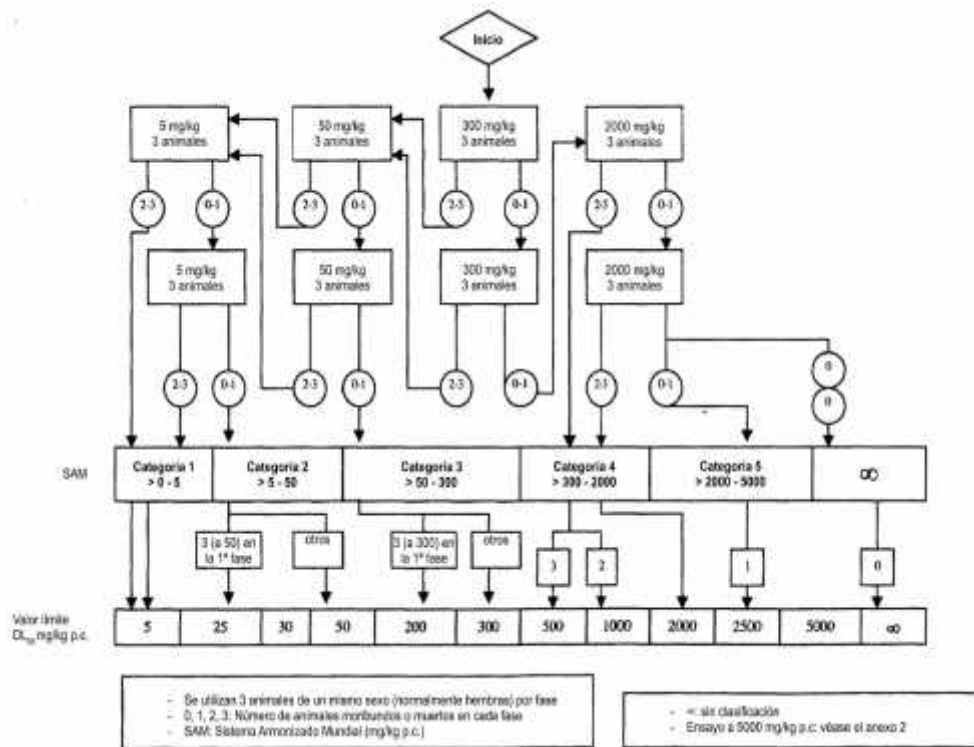 Inicio
5 mg/kg
3 animales
50 mg/kg
3 animales
300 mg/kg
3 animales
2000 mg/kg
3 animales
2-3
0-1
2-3
0-1
2-3
0-1
2-3
0-1
5 mg/kg
3 animales
50 mg/kg
3 animales
300 mg/kg
3 animales
2000 mg/kg
3 animales
2-3
0-1
2-3
0-1
2-3
0-1
2-3
0-1
0
0
SAM
Categoria 1
> 0 - 5
Categoria 2
> 5 - 50
Categoria 3
> 50 - 300
Categoria 4
> 300 - 2000
Categoria 5
> 2000 - 5000
∞
3 (a 50) en
la 1ª fase
otros
3 (a 300) en
la 1ª fase
otros
3
2
1
0
Valor límite
DL50 mg/kg p.c.
5
25
30
50
200
300
500
1000
2000
2500
5000
∞
- Se utilizan 3 animales de un mismo sexo (normalmente hembras) por fase
- 0, 1, 2, 3: Número de animales moribundos o muertos en cada fase
- SAM: Sistema Armonizado Mundial (mg/kg p.c.)
- ∞: sin clasificación
- Ensayo a 5000 mg/kg p.c: véase el anexo 2